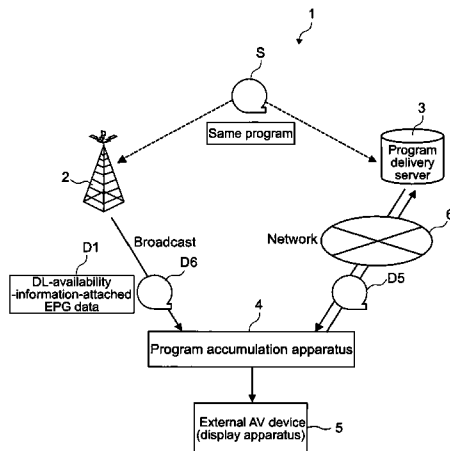 1
S
Same program
3
Program
delivery
server
2
6
Network
Broadcast
D1
D6
D5
DL-availability
-information-attached
EPG data
4
Program accumulation apparatus
External AV device
(display apparatus)
5